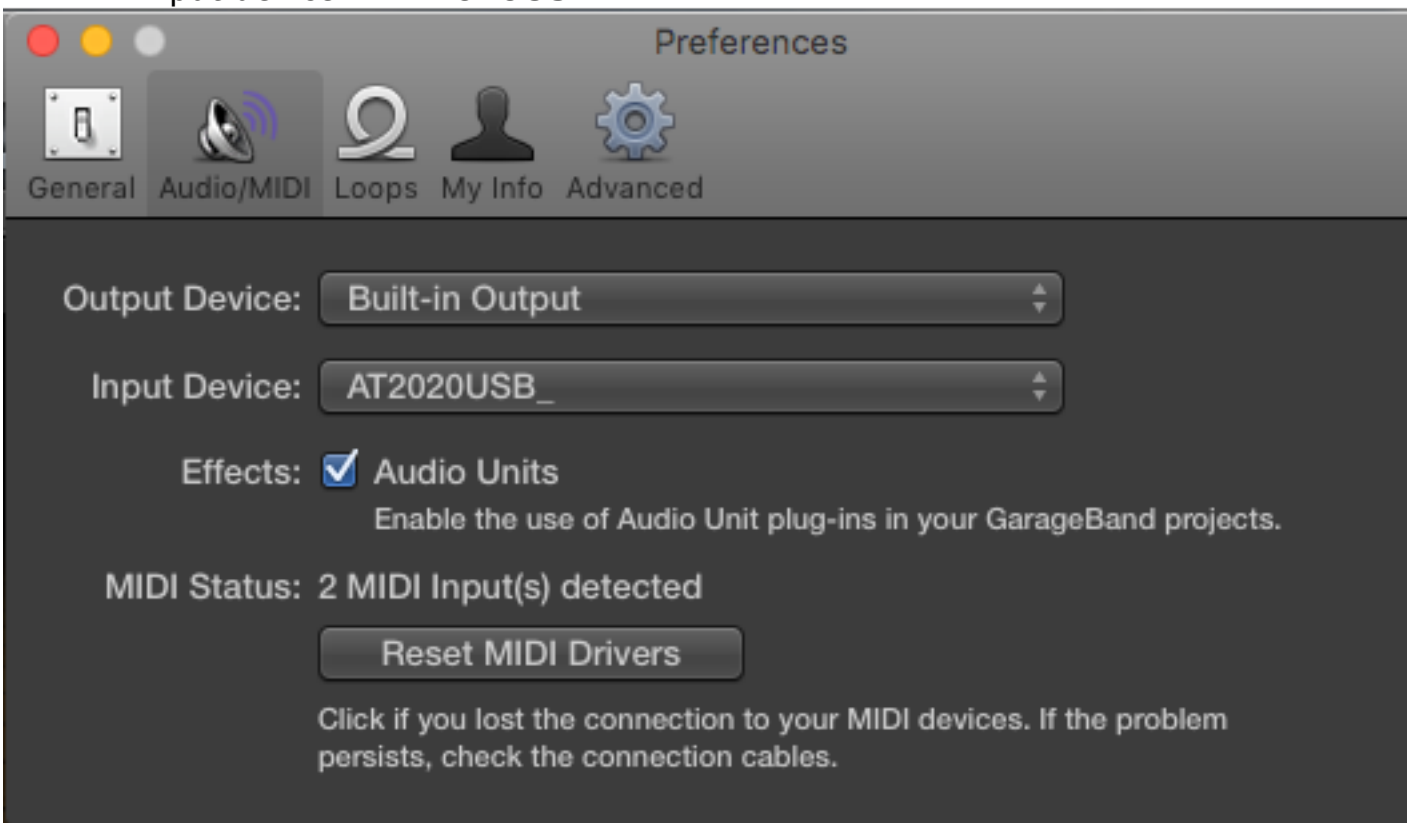 Preferences
General Audio/MIDI Loops My Info Advanced
Output Device: Built-in Output
Input Device: AT2020USB_
Effects: Audio Units
Enable the use of Audio Unit plug-ins in your GarageBand projects.
MIDI Status: 2 MIDI Input(s) detected
Reset MIDI Drivers
Click if you lost the connection to your MIDI devices. If the problem
persists, check the connection cables.